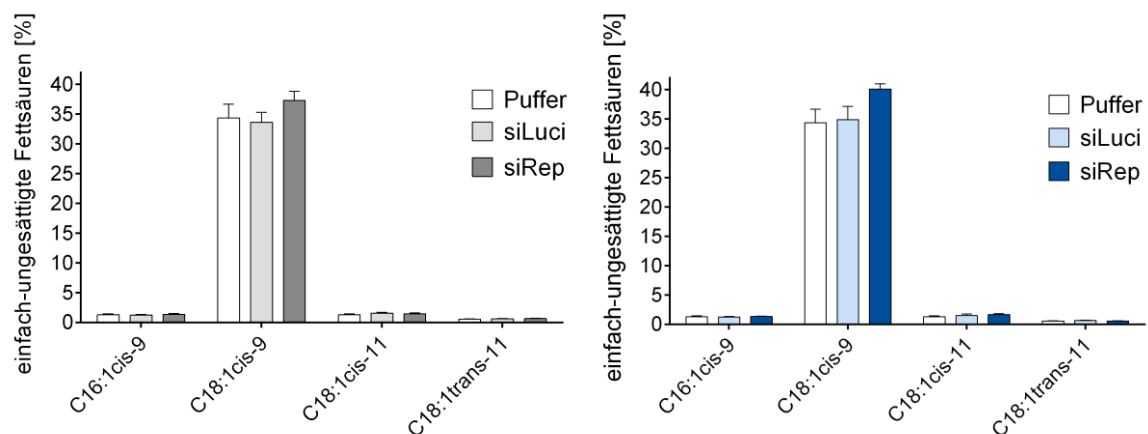 einfach-ungesättigte Fettsäuren [%]
40
35
30
25
20
15
10
5
0
Puffer
siLuci
siRep
C16:1cis-9
C18:1cis-9
C18:1cis-11
C18:1trans-11
einfach-ungesättigte Fettsäuren [%]
40
35
30
25
20
15
10
5
0
Puffer
siLuci
siRep
C16:1cis-9
C18:1cis-9
C18:1cis-11
C18:1trans-11